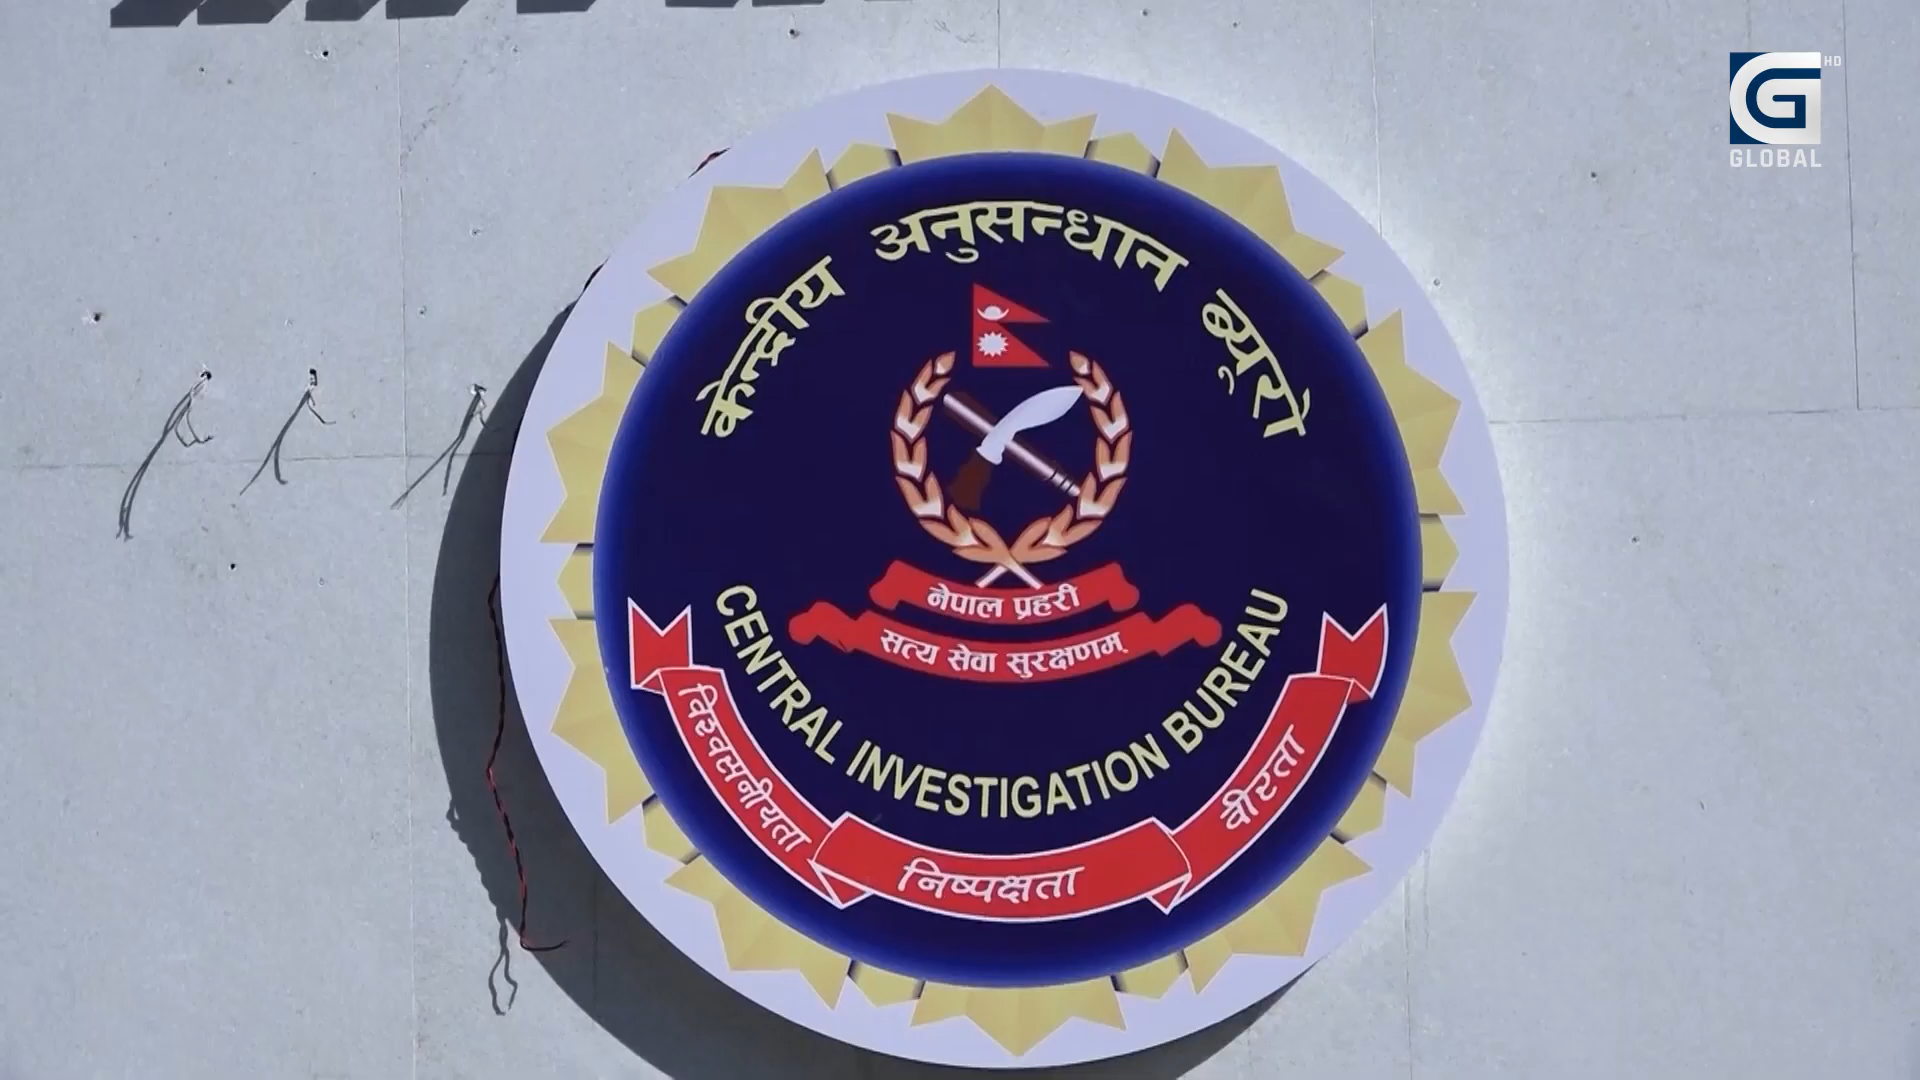 केन्द्रीय अनुसन्धान ब्यूरो
नेपाल प्रहरी
सत्य सेवा सुरक्षणम्
CENTRAL INVESTIGATION BUREAU
विश्वसनीयता
निष्पक्षता
वीरता
G HD
GLOBAL